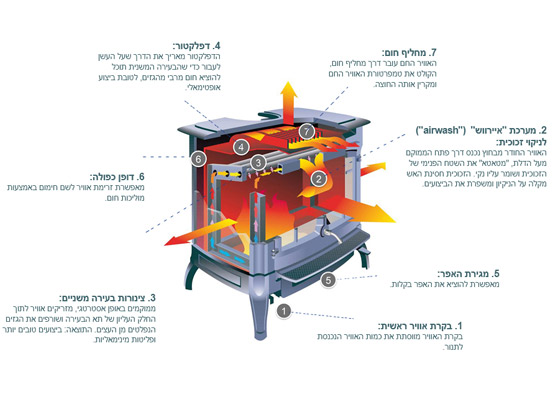 4. דפלקטור:
הדפלקטור מאריך את הדרך שעל העשן
לעבור כדי שהבעירה המשנית תוכל
להוציא חום מרבי מהגזים, לטובת ביצוע
אופטימאלי.
7. מחליף חום:
האוויר החם עובר דרך מחליף חום,
הקולט את טמפרטורת האוויר החם
ומקרין אותה החוצה.
2. מערכת "איירווש" ("airwash")
לניקוי זכוכית:
האוויר החודר מבחוץ נכנס דרך פתח הממוקם
מעל הדלת, "מטאטא" את השטח הפנימי של
הזכוכית ושומר עליו נקי. הזכוכית חסינת האש
מקלה על הניקיון ומשפרת את הביצועים.
6. דופן כפולה:
מאפשרת זרימת אוויר לשם חימום באמצעות
מוליכות חום.
5. מגירת האפר:
מאפשרת להוציא את האפר בקלות.
3. צינורות בעירה משניים:
ממוקמים באופן אסטרטגי, מזריקים אוויר לתוך
החלק העליון של תא הבעירה ושורפים את הגזים
הנפלטים מן העצים. התוצאה: ביצועים טובים יותר
ופליטות מינימאליות.
1. בקרת אוויר ראשית:
בקרת האוויר מווסתת את כמות האוויר הנכנסת
לתנור.
7
4
3
6
2
5
1